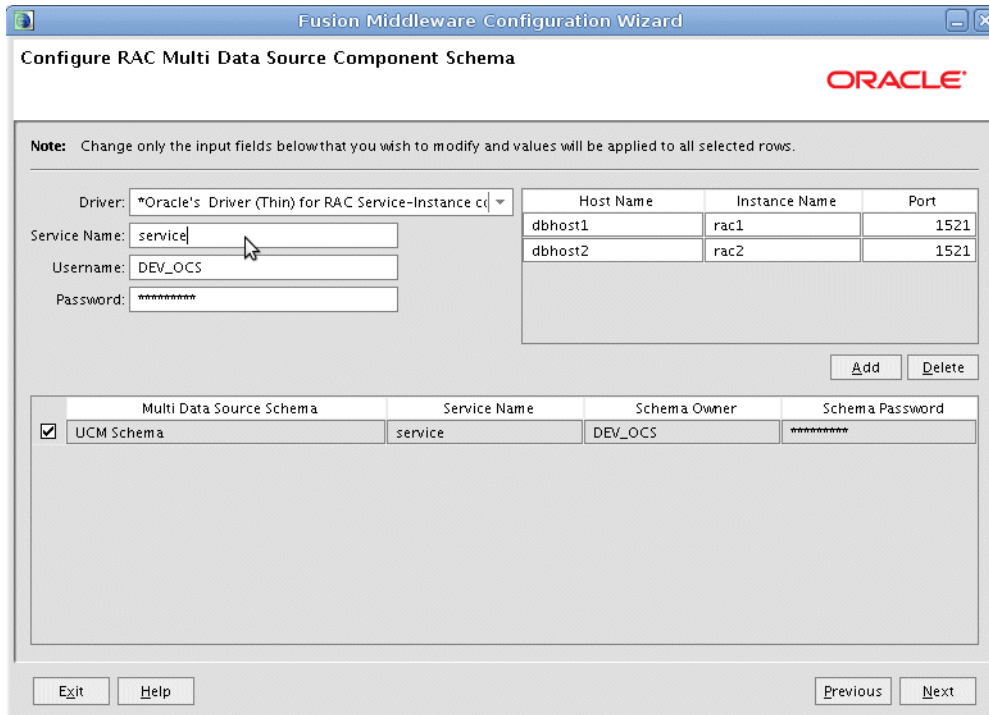 Fusion Middleware Configuration Wizard
Configure RAC Multi Data Source Component Schema
ORACLE
Note: Change only the input fields below that you wish to modify and values will be applied to all selected rows.
Driver: *Oracle's Driver (Thin) for RAC Service-Instance co
Service Name: service
Username: DEV_OCS
Password: *********
Host Name Instance Name Port
dbhost1 rac1 1521
dbhost2 rac2 1521
Add Delete
Multi Data Source Schema Service Name Schema Owner Schema Password
UCM Schema service DEV_OCS *********
Exit Help Previous Next